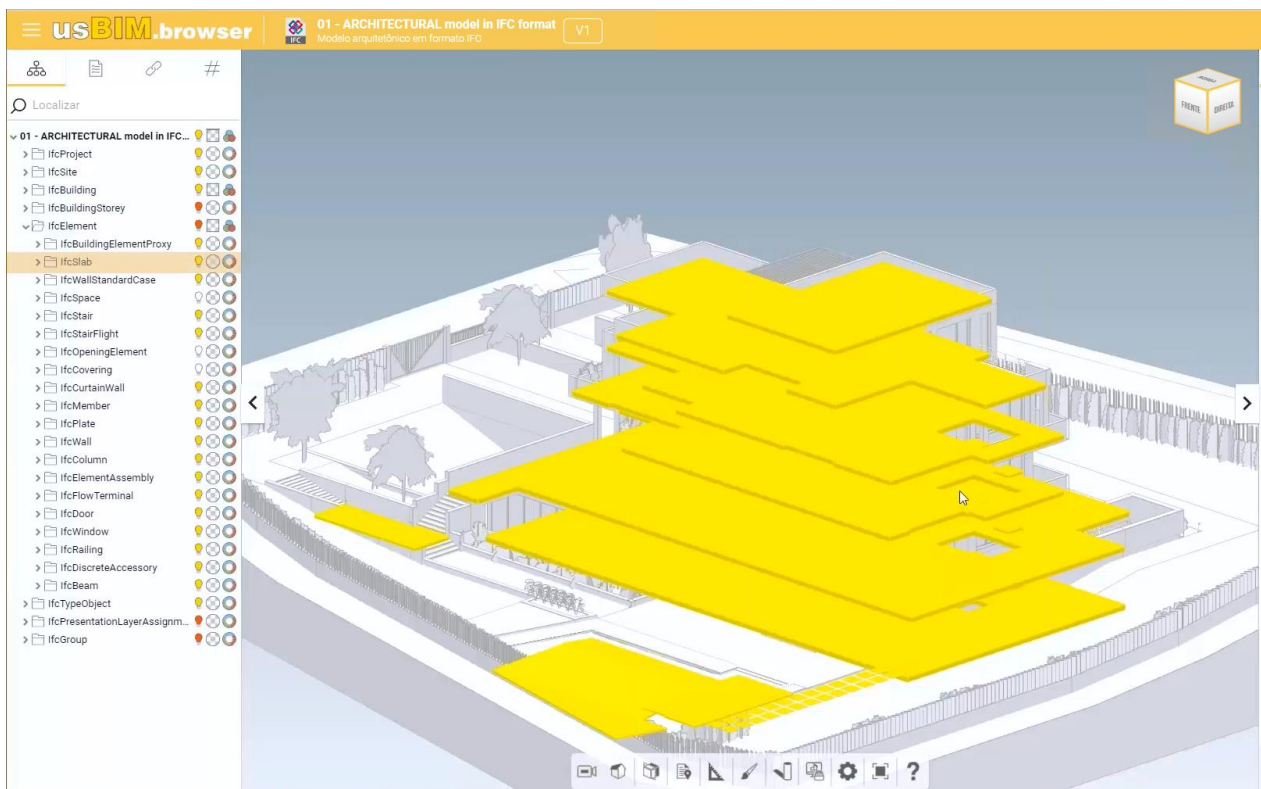 usBIM.browser
IFC
01 - ARCHITECTURAL model in IFC format
Modelo arquitetônico em formato IFC
V1
Localizar
01 - ARCHITECTURAL model in IFC...
IfcProject
IfcSite
IfcBuilding
IfcBuildingStorey
IfcElement
IfcBuildingElementProxy
IfcSlab
IfcWallStandardCase
IfcSpace
IfcStair
IfcStairFlight
IfcOpeningElement
IfcCovering
IfcCurtainWall
IfcMember
IfcPlate
IfcWall
IfcColumn
IfcElementAssembly
IfcFlowTerminal
IfcDoor
IfcWindow
IfcRailing
IfcDiscreteAccessory
IfcBeam
IfcTypeObject
IfcPresentationLayerAssignm...
IfcGroup
FRENTE
DIREITA